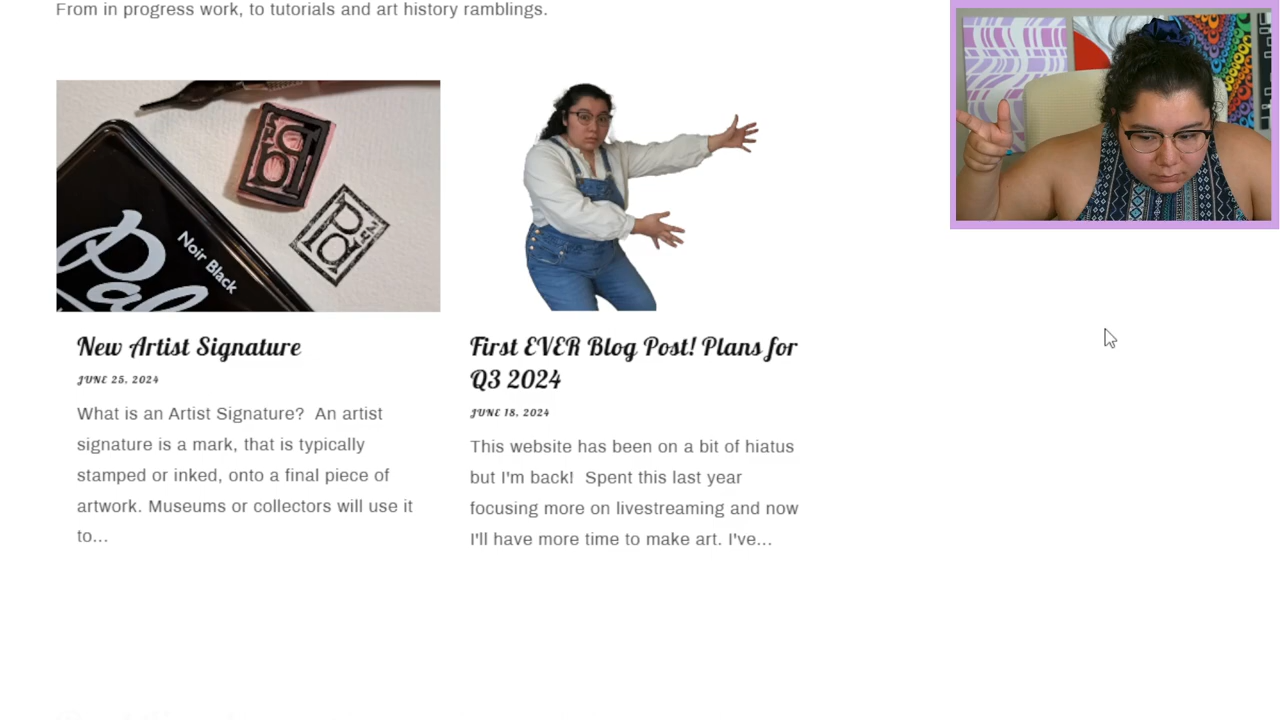 From in progress work, to tutorials and art history ramblings.
Noir Black
New Artist Signature
JUNE 25, 2024
What is an Artist Signature?  An artist
signature is a mark, that is typically
stamped or inked, onto a final piece of
artwork. Museums or collectors will use it
to...
First EVER Blog Post! Plans for
Q3 2024
JUNE 18, 2024
This website has been on a bit of hiatus
but I'm back!  Spent this last year
focusing more on livestreaming and now
I'll have more time to make art. I've...